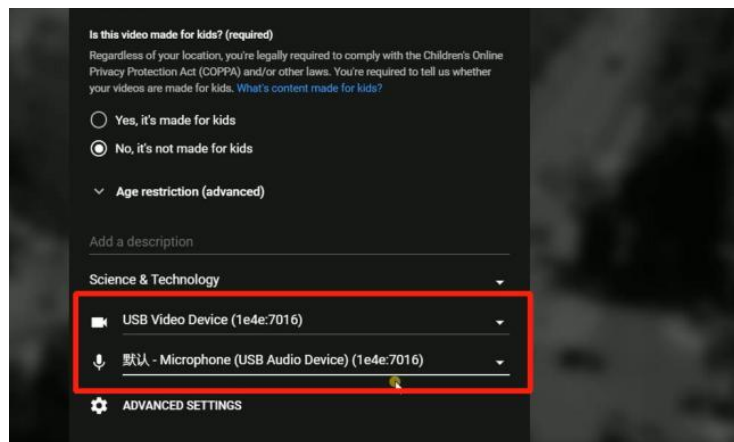 Is this video made for kids? (required)
Regardless of your location, you're legally required to comply with the Children's Online
Privacy Protection Act (COPPA) and/or other laws. You're required to tell us whether
your videos are made for kids. What's content made for kids?
Yes, it's made for kids
No, it's not made for kids
Age restriction (advanced)
Add a description
Science & Technology
USB Video Device (1e4e:7016)
默认 - Microphone (USB Audio Device) (1e4e:7016)
ADVANCED SETTINGS